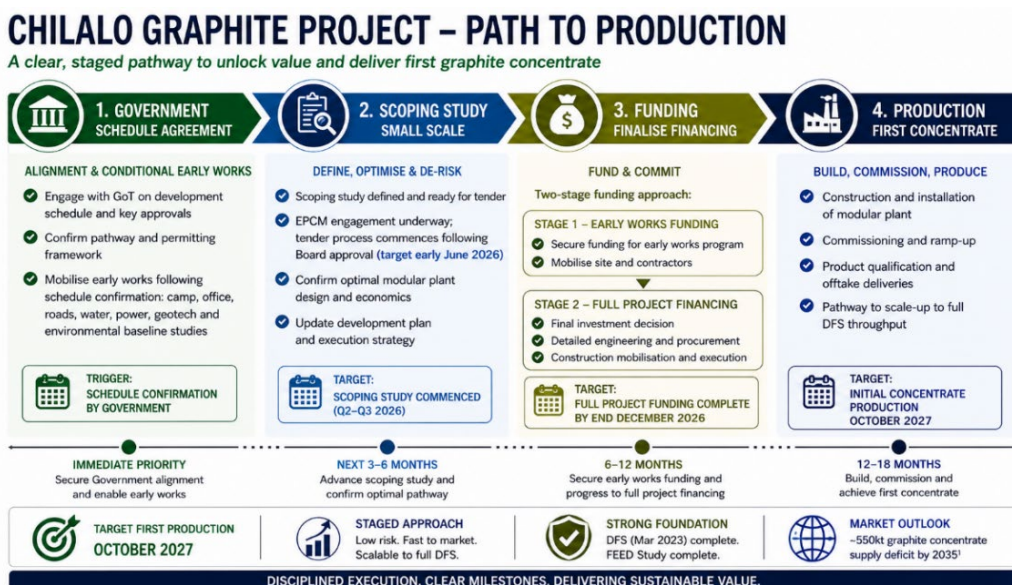 CHILALO GRAPHITE PROJECT – PATH TO PRODUCTION
A clear, staged pathway to unlock value and deliver first graphite concentrate
1. GOVERNMENT
SCHEDULE AGREEMENT
2. SCOPING STUDY
SMALL SCALE
3. FUNDING
FINALISE FINANCING
4. PRODUCTION
FIRST CONCENTRATE
ALIGNMENT & CONDITIONAL EARLY WORKS
Engage with GoT on development
schedule and key approvals
Confirm pathway and permitting
framework
Mobilise early works following
schedule confirmation: camp, office,
roads, water, power, geotech and
environmental baseline studies
TRIGGER:
SCHEDULE CONFIRMATION
BY GOVERNMENT
DEFINE, OPTIMISE & DE-RISK
Scoping study defined and ready for tender
EPCM engagement underway;
tender process commences following
Board approval (target early June 2026)
Confirm optimal modular plant
design and economics
Update development plan
and execution strategy
TARGET:
SCOPING STUDY COMMENCED
(Q2–Q3 2026)
FUND & COMMIT
Two-stage funding approach:
STAGE 1 – EARLY WORKS FUNDING
Secure funding for early works program
Mobilise site and contractors
STAGE 2 – FULL PROJECT FINANCING
Final investment decision
Detailed engineering and procurement
Construction mobilisation and execution
TARGET:
FULL PROJECT FUNDING COMPLETE
BY END DECEMBER 2026
BUILD, COMMISSION, PRODUCE
Construction and installation
of modular plant
Commissioning and ramp-up
Product qualification and
offtake deliveries
Pathway to scale-up to full
DFS throughput
TARGET:
INITIAL CONCENTRATE
PRODUCTION
OCTOBER 2027
IMMEDIATE PRIORITY
Secure Government alignment
and enable early works
NEXT 3–6 MONTHS
Advance scoping study and
confirm optimal pathway
6–12 MONTHS
Secure early works funding and
progress to full project financing
12–18 MONTHS
Build, commission and
achieve first concentrate
TARGET FIRST PRODUCTION
OCTOBER 2027
STAGED APPROACH
Low risk. Fast to market.
Scalable to full DFS.
STRONG FOUNDATION
DFS (Mar 2023) complete.
FEED Study complete.
MARKET OUTLOOK
~550kt graphite concentrate
supply deficit by 2035¹
DISCIPLINED EXECUTION. CLEAR MILESTONES. DELIVERING SUSTAINABLE VALUE.